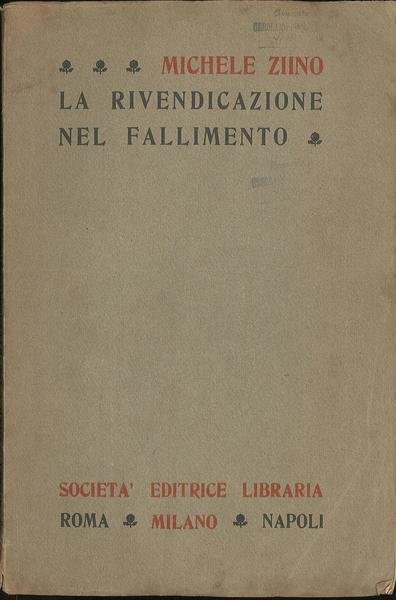 MICHELE ZIINO
LA RIVENDICAZIONE
NEL FALLIMENTO
SOCIETA' EDITRICE LIBRARIA
ROMA MILANO NAPOLI